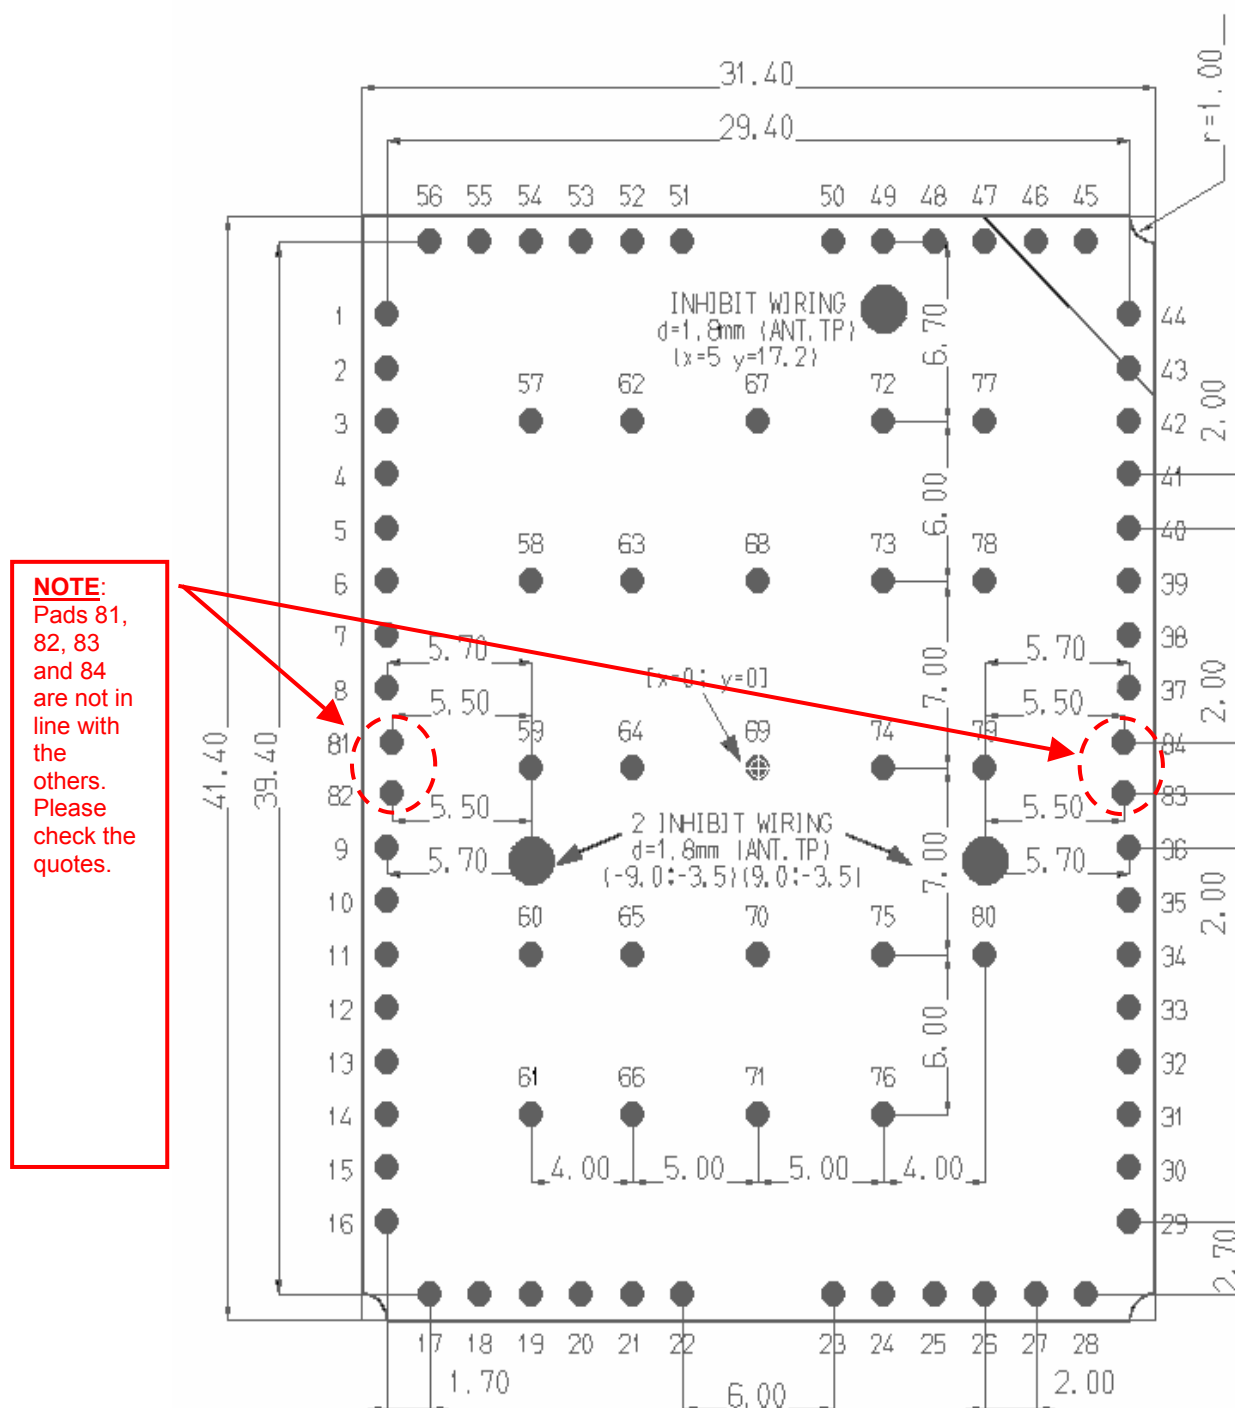 31.40
29.40
r=1.00
56 55 54 53 52 51 50 49 48 47 46 45
INHIBIT WIRING
d=1.8mm (ANT.TP)
(x=5 y=17.2)
6.70
1 44
2 43
57 62 67 72 77
3 42
2.00
4 41
6.00
5 40
58 63 68 73 78
6 39
NOTE:
Pads 81,
82, 83
and 84
are not in
line with
the
others.
Please
check the
quotes.
7 38
5.70 5.70
[x=0; y=0]
7.00
8 37
2.00
5.50 5.50
81 59 64 69 74 79 84
41.40
39.40
82 83
5.50 5.50
2 INHIBIT WIRING
d=1.8mm (ANT.TP)
(-9.0;-3.5)(9.0;-3.5)
9 36
5.70 5.70
7.00
10 35
2.00
60 65 70 75 80
11 34
12 33
6.00
13 32
61 66 71 76
14 31
4.00 5.00 5.00 4.00
15 30
16 29
2.70
17 18 19 20 21 22 23 24 25 26 27 28
1.70 6.00 2.00